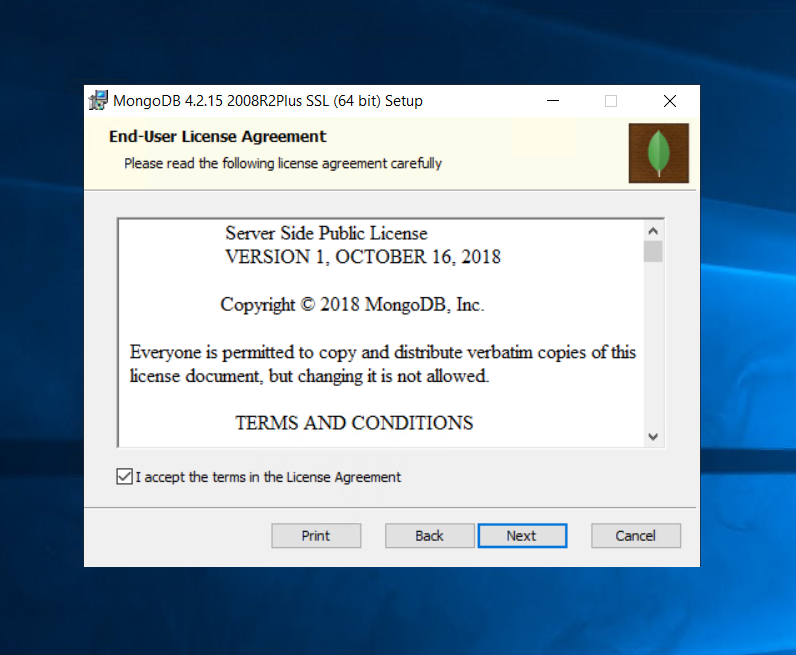 MongoDB 4.2.15 2008R2Plus SSL (64 bit) Setup
End-User License Agreement
Please read the following license agreement carefully
Server Side Public License
VERSION 1, OCTOBER 16, 2018
Copyright © 2018 MongoDB, Inc.
Everyone is permitted to copy and distribute verbatim copies of this
license document, but changing it is not allowed.
TERMS AND CONDITIONS
I accept the terms in the License Agreement
Print Back Next Cancel